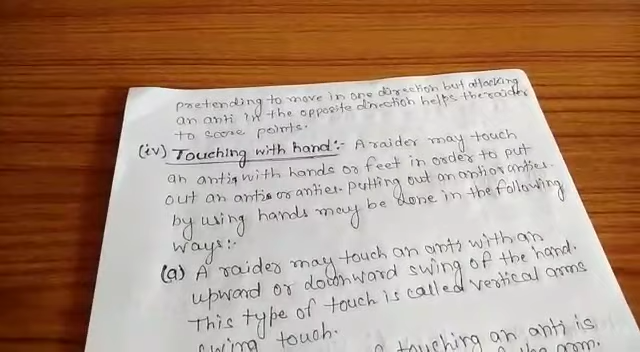 pretending to move in one direction but attacking
an anti in the opposite direction helps the raider
to score points.
(iv) Touching with hand:- A raider may touch
an antis with hands or feet in order to put
out an antis or anties. Putting out an anti or anties
by using hands may be done in the following
ways:-
(a) A raider may touch an anti with an
upward or downward swing of the hand.
This type of touch is called vertical arms
swing touch.
touching an anti is
the arm.